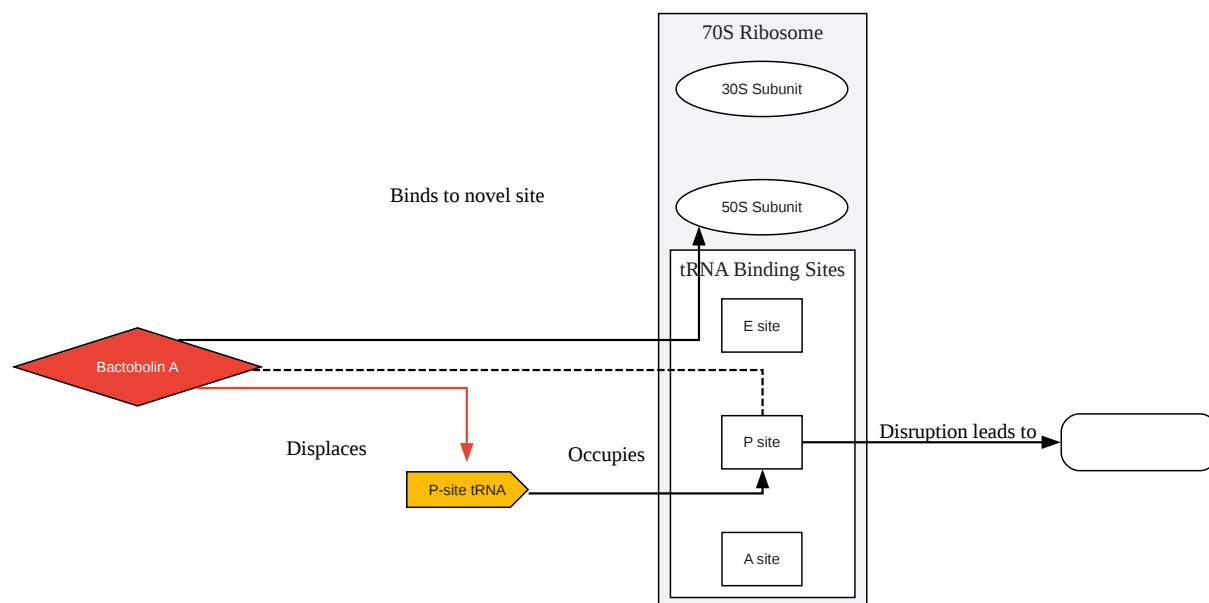 70S Ribosome
30S Subunit
Binds to novel site
50S Subunit
tRNA Binding Sites
E site
Bactobolin A
P site
Disruption leads to
Displaces
Occupies
P-site tRNA
A site